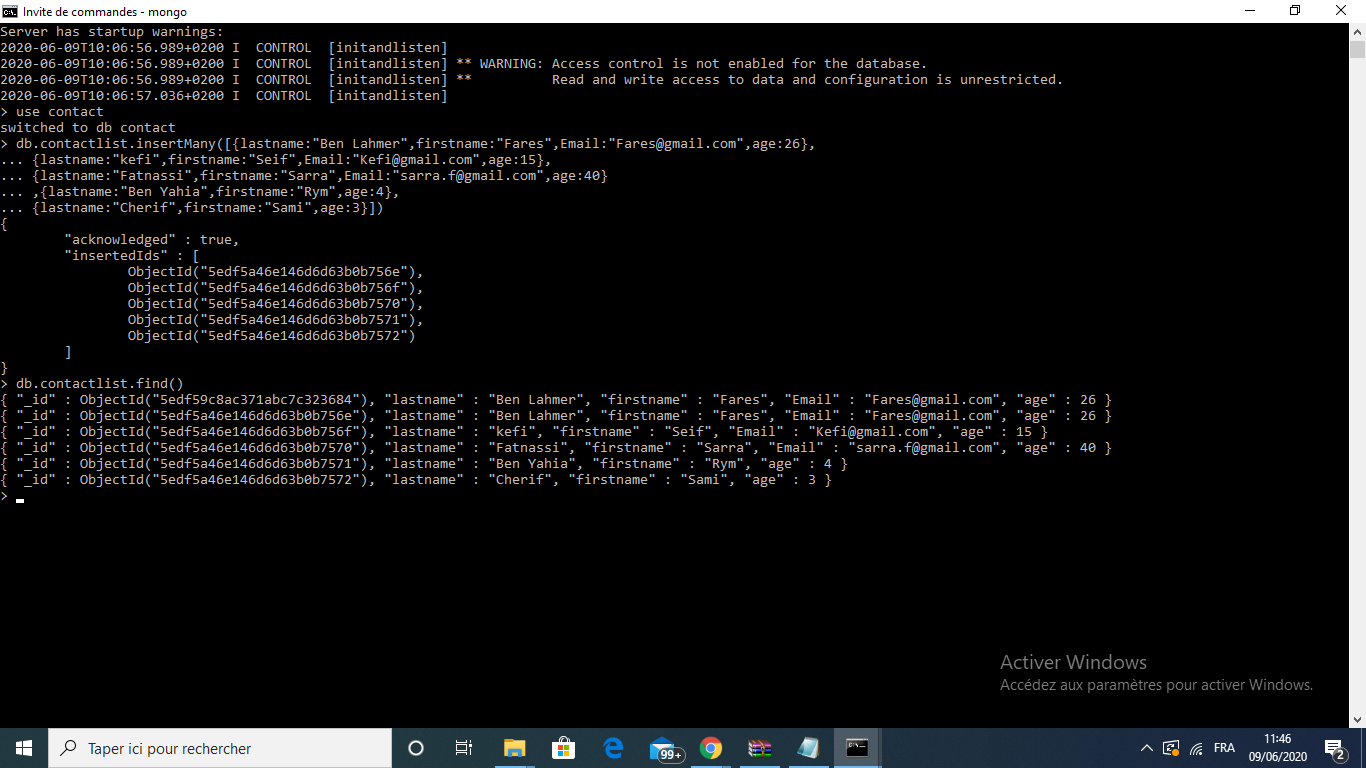 Invite de commandes - mongo
Server has startup warnings:
2020-06-09T10:06:56.989+0200 I  CONTROL  [initandlisten]
2020-06-09T10:06:56.989+0200 I  CONTROL  [initandlisten] ** WARNING: Access control is not enabled for the database.
2020-06-09T10:06:56.989+0200 I  CONTROL  [initandlisten] **          Read and write access to data and configuration is unrestricted.
2020-06-09T10:06:57.036+0200 I  CONTROL  [initandlisten]
> use contact
switched to db contact
> db.contactlist.insertMany([{lastname:"Ben Lahmer",firstname:"Fares",Email:"Fares@gmail.com",age:26},
... {lastname:"kefi",firstname:"Seif",Email:"Kefi@gmail.com",age:15},
... {lastname:"Fatnassi",firstname:"Sarra",Email:"sarra.f@gmail.com",age:40}
... ,{lastname:"Ben Yahia",firstname:"Rym",age:4},
... {lastname:"Cherif",firstname:"Sami",age:3}])
{
        "acknowledged" : true,
        "insertedIds" : [
                ObjectId("5edf5a46e146d6d63b0b756e"),
                ObjectId("5edf5a46e146d6d63b0b756f"),
                ObjectId("5edf5a46e146d6d63b0b7570"),
                ObjectId("5edf5a46e146d6d63b0b7571"),
                ObjectId("5edf5a46e146d6d63b0b7572")
        ]
}
> db.contactlist.find()
{ "_id" : ObjectId("5edf59c8ac371abc7c323684"), "lastname" : "Ben Lahmer", "firstname" : "Fares", "Email" : "Fares@gmail.com", "age" : 26 }
{ "_id" : ObjectId("5edf5a46e146d6d63b0b756e"), "lastname" : "Ben Lahmer", "firstname" : "Fares", "Email" : "Fares@gmail.com", "age" : 26 }
{ "_id" : ObjectId("5edf5a46e146d6d63b0b756f"), "lastname" : "kefi", "firstname" : "Seif", "Email" : "Kefi@gmail.com", "age" : 15 }
{ "_id" : ObjectId("5edf5a46e146d6d63b0b7570"), "lastname" : "Fatnassi", "firstname" : "Sarra", "Email" : "sarra.f@gmail.com", "age" : 40 }
{ "_id" : ObjectId("5edf5a46e146d6d63b0b7571"), "lastname" : "Ben Yahia", "firstname" : "Rym", "age" : 4 }
{ "_id" : ObjectId("5edf5a46e146d6d63b0b7572"), "lastname" : "Cherif", "firstname" : "Sami", "age" : 3 }
>
Activer Windows
Accédez aux paramètres pour activer Windows.
Taper ici pour rechercher
99+
FRA
11:46
09/06/2020
2